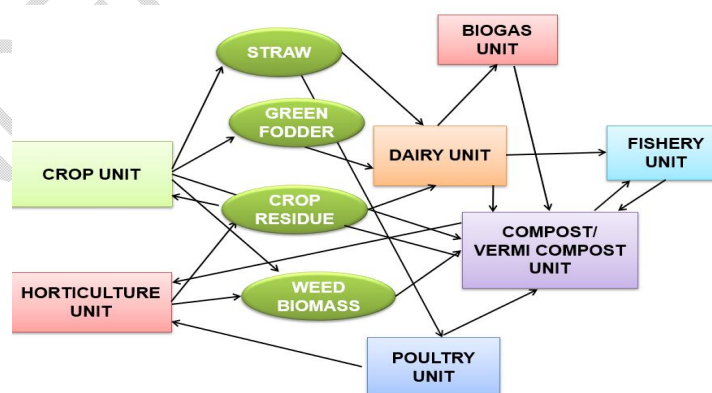 BIOGAS
UNIT
STRAW
GREEN
FODDER
DAIRY UNIT
FISHERY
UNIT
CROP UNIT
CROP
RESIDUE
COMPOST/
VERMI COMPOST
UNIT
HORTICULTURE
UNIT
WEED
BIOMASS
POULTRY
UNIT